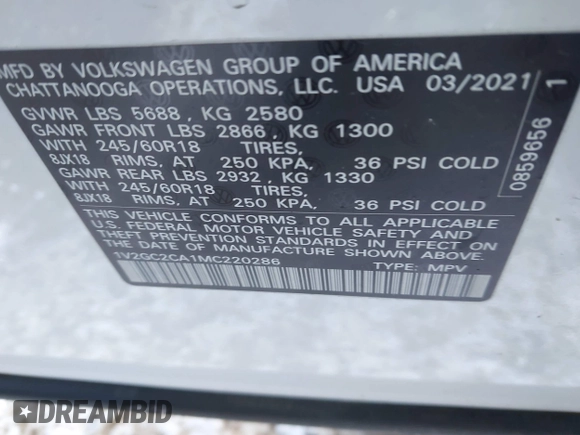 MFD BY VOLKSWAGEN GROUP OF AMERICA
CHATTANOOGA OPERATIONS, LLC. USA 03/2021
GVWR LBS 5688 , KG 2580
GAWR FRONT LBS 2866 , KG 1300
WITH 245/60R18 TIRES,
8JX18 RIMS, AT 250 KPA, 36 PSI COLD
GAWR REAR LBS 2932 , KG 1330
WITH 245/60R18 TIRES,
8JX18 RIMS, AT 250 KPA, 36 PSI COLD
THIS VEHICLE CONFORMS TO ALL APPLICABLE
U.S. FEDERAL MOTOR VEHICLE SAFETY AND
THEFT PREVENTION STANDARDS IN EFFECT ON THE
DATE OF MANUFACTURE SHOWN ABOVE.
1V2GC2CA1MC220286 TYPE: MPV
0859656 1
DREAMBID